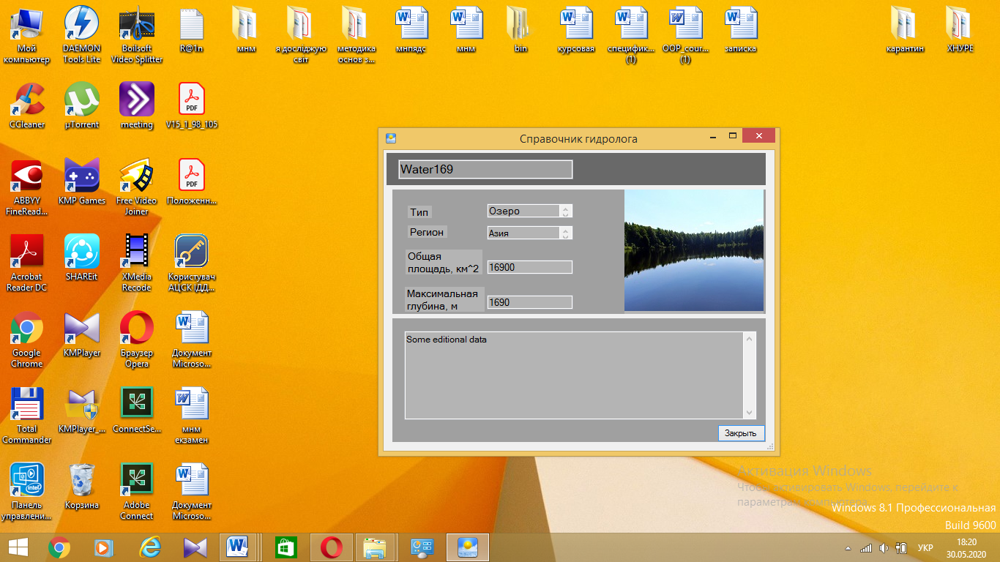 Мой
компьютер
DAEMON
Tools Lite
Boilsoft
Video Splitter
R@1n
мнм
я досліджую
світ
методика
основ з...
мнпядс
мнм
bin
курсовая
специфик...
(1)
OOP_cour...
(1)
записка
карантин
ХНУРЕ
CCleaner
µTorrent
meeting
PDF
V15_1_98_105
ABBYY
FineRead...
KMP Games
Free Video
Joiner
PDF
Положенн...
Acrobat
Reader DC
SHAREit
XMedia
Recode
Користувач
АЦСК ІДД...
Google
Chrome
KMPlayer
Браузер
Opera
Документ
Microso...
Total
Commander
KMPlayer_...
ConnectSe...
мнм
екзамен
Панель
управлени...
Корзина
Adobe
Connect
Документ
Microso...
Справочник гидролога
Water169
Тип
Озеро
Регион
Азия
Общая
площадь, км^2
16900
Максимальная
глубина, м
1690
Some editional data
Закрыть
Активация Windows
Чтобы активировать Windows, перейдите к
параметрам компьютера.
Windows 8.1 Профессиональная
Build 9600
УКР
18:20
30.05.2020